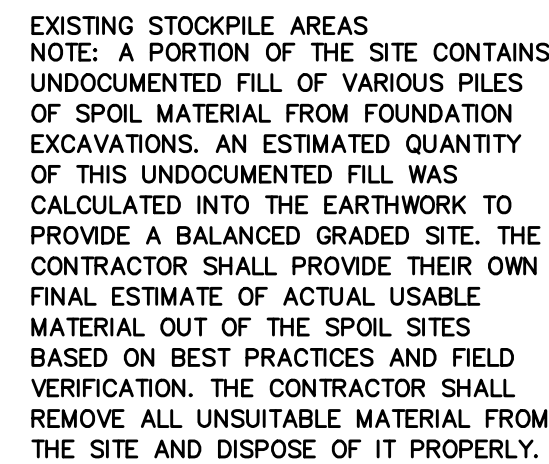 EXISTING STOCKPILE AREAS
NOTE: A PORTION OF THE SITE CONTAINS
UNDOCUMENTED FILL OF VARIOUS PILES
OF SPOIL MATERIAL FROM FOUNDATION
EXCAVATIONS. AN ESTIMATED QUANTITY
OF THIS UNDOCUMENTED FILL WAS
CALCULATED INTO THE EARTHWORK TO
PROVIDE A BALANCED GRADED SITE. THE
CONTRACTOR SHALL PROVIDE THEIR OWN
FINAL ESTIMATE OF ACTUAL USABLE
MATERIAL OUT OF THE SPOIL SITES
BASED ON BEST PRACTICES AND FIELD
VERIFICATION. THE CONTRACTOR SHALL
REMOVE ALL UNSUITABLE MATERIAL FROM
THE SITE AND DISPOSE OF IT PROPERLY.